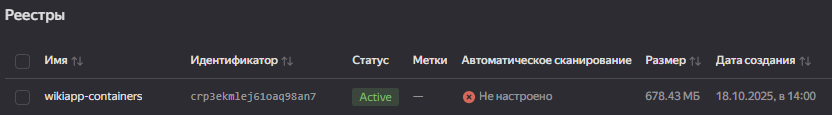 Реестры
Имя Идентификатор Статус Метки Автоматическое сканирование Размер Дата создания
wikiapp-containers crp3ekmlej61oaq98an7 Active — Не настроено 678.43 МБ 18.10.2025, в 14:00